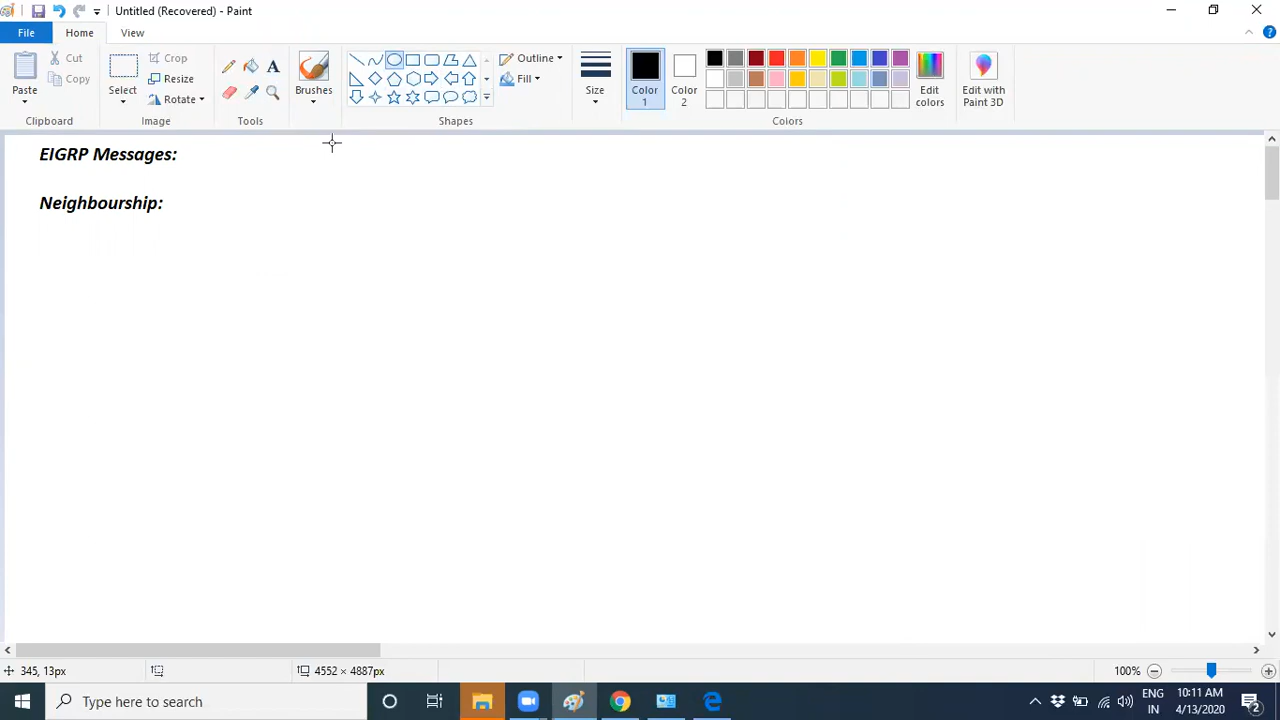 Untitled (Recovered) - Paint
File
Home
View
Paste
Cut
Copy
Clipboard
Select
Crop
Resize
Rotate
Image
A
Tools
Brushes
Shapes
Outline
Fill
Size
Color 1
Color 2
Colors
Edit colors
Edit with Paint 3D
EIGRP Messages:
Neighbourship:
345, 13px
4552 × 4887px
100%
Type here to search
ENG
IN
10:11 AM
4/13/2020
2